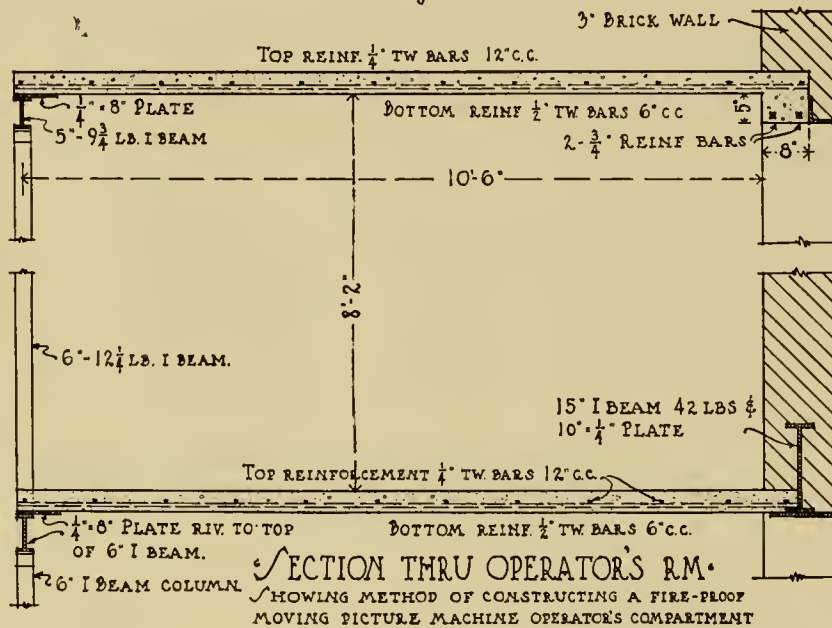 3" BRICK WALL
TOP REINF. 1/4" TW BARS 12" C.C.
1/4" = 8" PLATE
5" - 9 3/4 LB. I BEAM
BOTTOM REINF 1/2" TW. BARS 6" C C
5"
2 - 3/4" REINF BARS
8"
10'-6"
8'-2"
6" - 12 1/4 LB. I BEAM.
15" I BEAM 42 LBS &
10" = 1/4" PLATE
TOP REINFORCEMENT 1/4" TW. BARS 12" C.C.
1/4" = 8" PLATE RIV. TO TOP
OF 6" I BEAM.
BOTTOM REINF. 1/2" TW. BARS 6" C.C.
6" I BEAM COLUMN.
SECTION THRU OPERATOR'S RM.
SHOWING METHOD OF CONSTRUCTING A FIRE-PROOF
MOVING PICTURE MACHINE OPERATOR'S COMPARTMENT